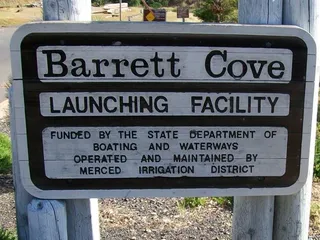 Barrett Cove
LAUNCHING FACILITY
FUNDED BY THE STATE DEPARTMENT OF
BOATING AND WATERWAYS
OPERATED AND MAINTAINED BY
MERCED IRRIGATION DISTRICT